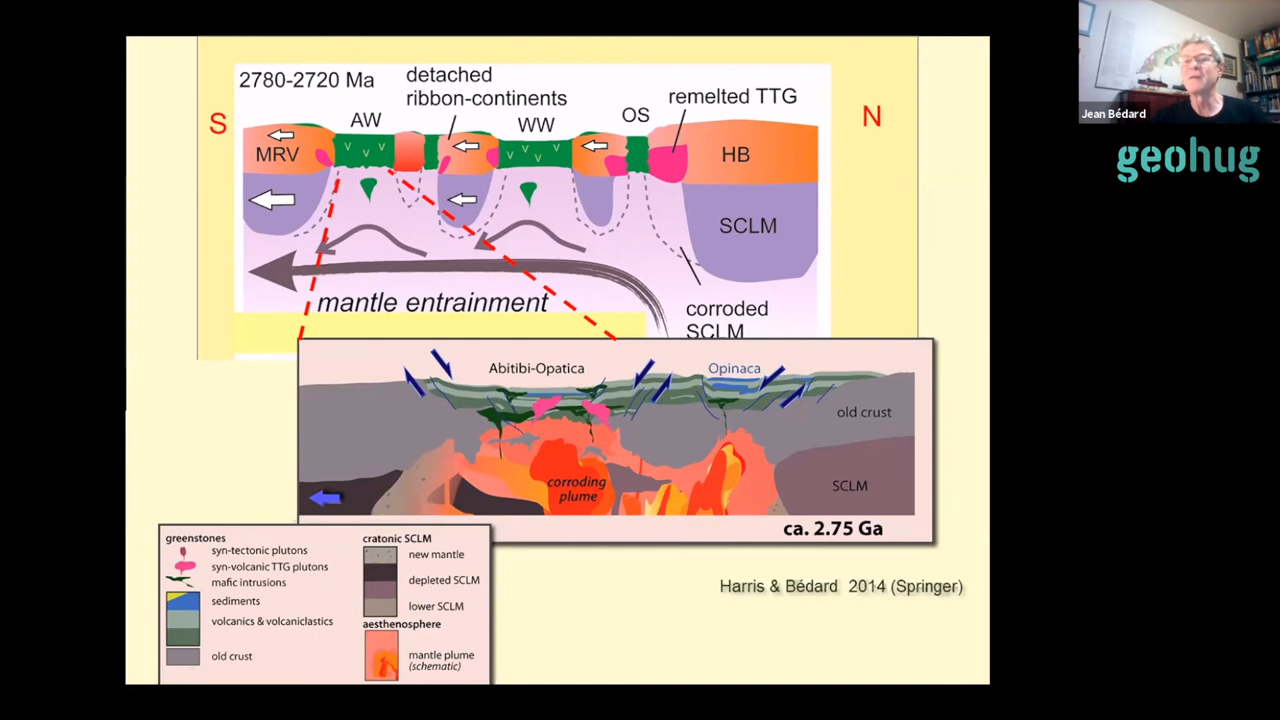 2780-2720 Ma
detached
ribbon-continents
S
AW
WW
OS
remelted TTG
N
MRV
HB
SCLM
mantle entrainment
corroded
SCLM
Abitibi-Opatica
Opinaca
old crust
corroding
plume
SCLM
ca. 2.75 Ga
greenstones
syn-tectonic plutons
syn-volcanic TTG plutons
mafic intrusions
sediments
volcanics & volcaniclastics
old crust
cratonic SCLM
new mantle
depleted SCLM
lower SCLM
aesthenosphere
mantle plume
(schematic)
Harris & Bédard 2014 (Springer)
Jean Bédard
geohug